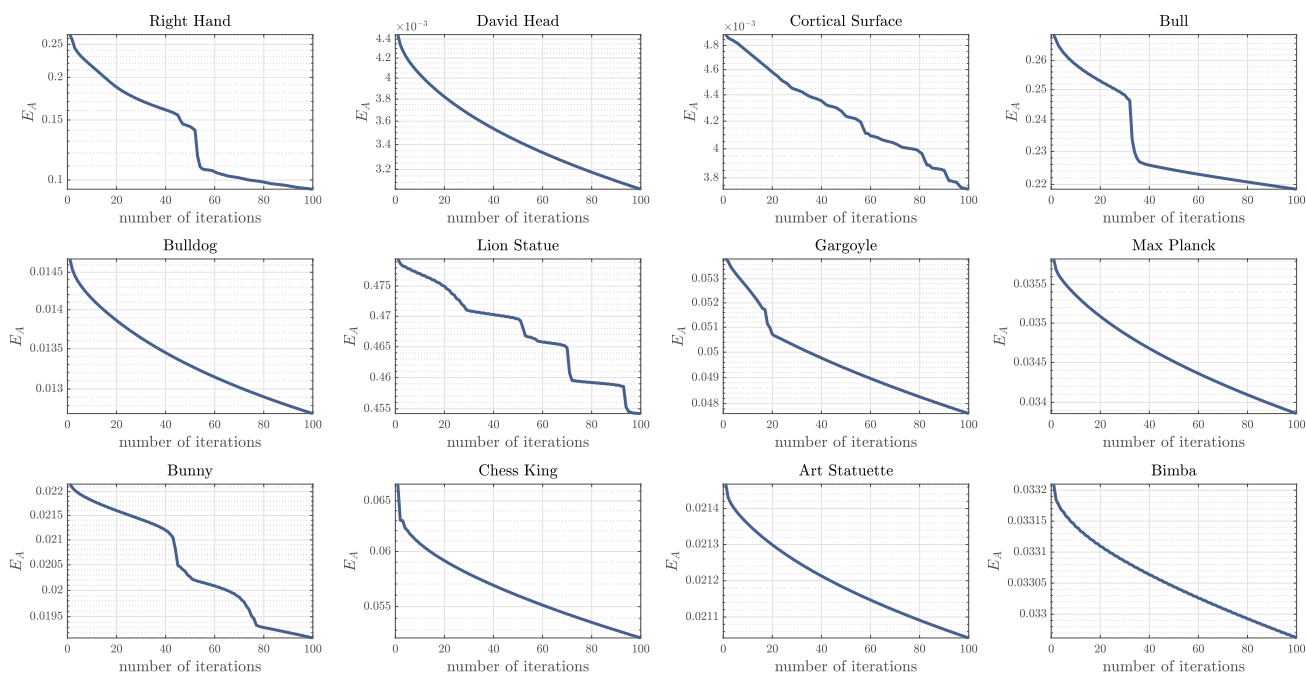 Right Hand
E_A
0.25
0.2
0.15
0.1
0 20 40 60 80 100
number of iterations
David Head
×10⁻³
E_A
4.4
4.2
4
3.8
3.6
3.4
3.2
0 20 40 60 80 100
number of iterations
Cortical Surface
×10⁻³
E_A
4.8
4.6
4.4
4.2
4
3.8
0 20 40 60 80 100
number of iterations
Bull
E_A
0.26
0.25
0.24
0.23
0.22
0 20 40 60 80 100
number of iterations
Bulldog
E_A
0.0145
0.014
0.0135
0.013
0 20 40 60 80 100
number of iterations
Lion Statue
E_A
0.475
0.47
0.465
0.46
0.455
0 20 40 60 80 100
number of iterations
Gargoyle
E_A
0.053
0.052
0.051
0.05
0.049
0.048
0 20 40 60 80 100
number of iterations
Max Planck
E_A
0.0355
0.035
0.0345
0.034
0 20 40 60 80 100
number of iterations
Bunny
E_A
0.022
0.0215
0.021
0.0205
0.02
0.0195
0 20 40 60 80 100
number of iterations
Chess King
E_A
0.065
0.06
0.055
0 20 40 60 80 100
number of iterations
Art Statuette
E_A
0.0214
0.0213
0.0212
0.0211
0 20 40 60 80 100
number of iterations
Bimba
E_A
0.0332
0.03315
0.0331
0.03305
0.033
0 20 40 60 80 100
number of iterations